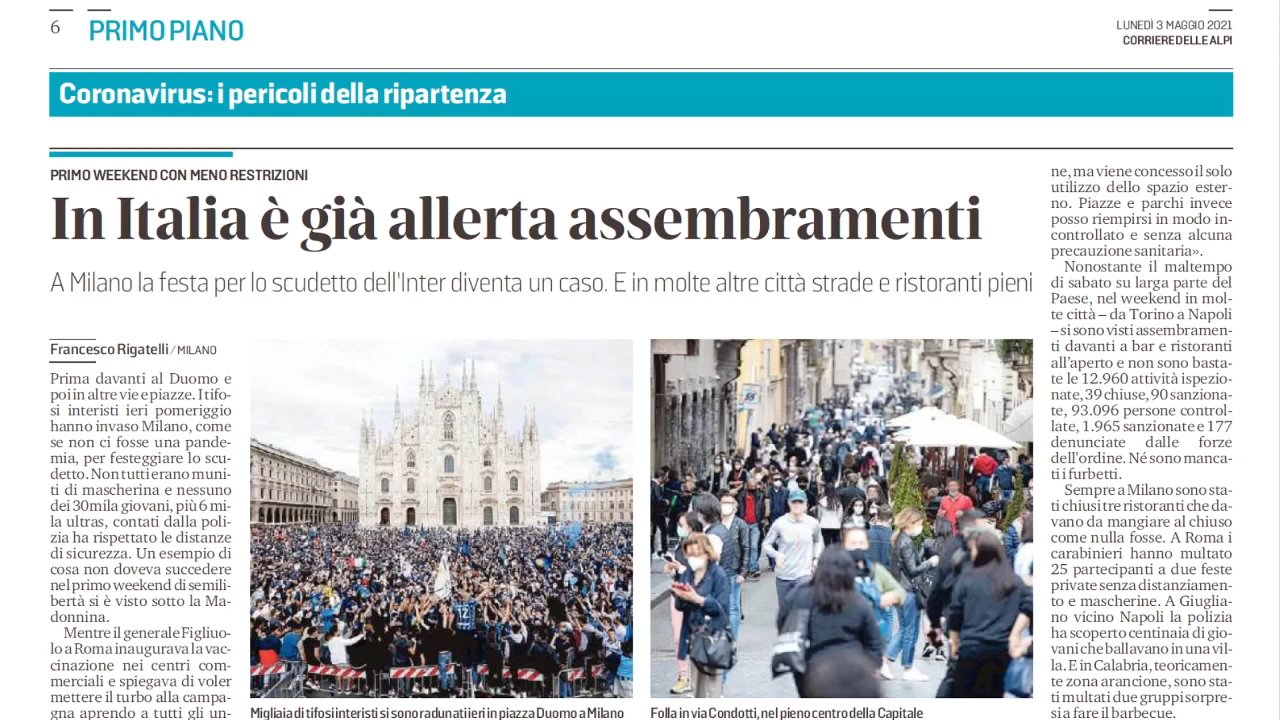 6
PRIMO PIANO
LUNEDÌ 3 MAGGIO 2021
CORRIERE DELLE ALPI
Coronavirus: i pericoli della ripartenza
PRIMO WEEKEND CON MENO RESTRIZIONI
In Italia è già allerta assembramenti
A Milano la festa per lo scudetto dell'Inter diventa un caso. E in molte altre città strade e ristoranti pieni
Francesco Rigatelli / MILANO
Prima davanti al Duomo e
poi in altre vie e piazze. I tifo-
si interisti ieri pomeriggio
hanno invaso Milano, come
se non ci fosse una pande-
mia, per festeggiare lo scu-
detto. Non tutti erano muni-
ti di mascherina e nessuno
dei 30mila giovani, più 6 mi-
la ultras, contati dalla poli-
zia ha rispettato le distanze
di sicurezza. Un esempio di
cosa non doveva succedere
nel primo weekend di semili-
bertà si è visto sotto la Ma-
donnina.
Mentre il generale Figliuo-
lo a Roma inaugurava la vac-
cinazione nei centri com-
merciali e spiegava di voler
mettere il turbo alla campa-
gna aprendo a tutti gli un-
12
Migliaia di tifosi interisti si sono radunati ieri in piazza Duomo a Milano
Folla in via Condotti, nel pieno centro della Capitale
ne, ma viene concesso il solo
utilizzo dello spazio ester-
no. Piazze e parchi invece
posso riempirsi in modo in-
controllato e senza alcuna
precauzione sanitaria».
Nonostante il maltempo
di sabato su larga parte del
Paese, nel weekend in mol-
te città – da Torino a Napoli
– si sono visti assembramen-
ti davanti a bar e ristoranti
all'aperto e non sono basta-
te le 12.960 attività ispezio-
nate, 39 chiuse, 90 sanziona-
te, 93.096 persone control-
late, 1.965 sanzionate e 177
denunciate dalle forze
dell'ordine. Né sono manca-
ti i furbetti.
Sempre a Milano sono sta-
ti chiusi tre ristoranti che da-
vano da mangiare al chiuso
come nulla fosse. A Roma i
carabinieri hanno multato
25 partecipanti a due feste
private senza distanziamen-
to e mascherine. A Giuglia-
no vicino Napoli la polizia
ha scoperto centinaia di gio-
vani che ballavano in una vil-
la. E in Calabria, teoricamen-
te zona arancione, sono sta-
ti multati due gruppi sorpre-
si a fare il barbecue.